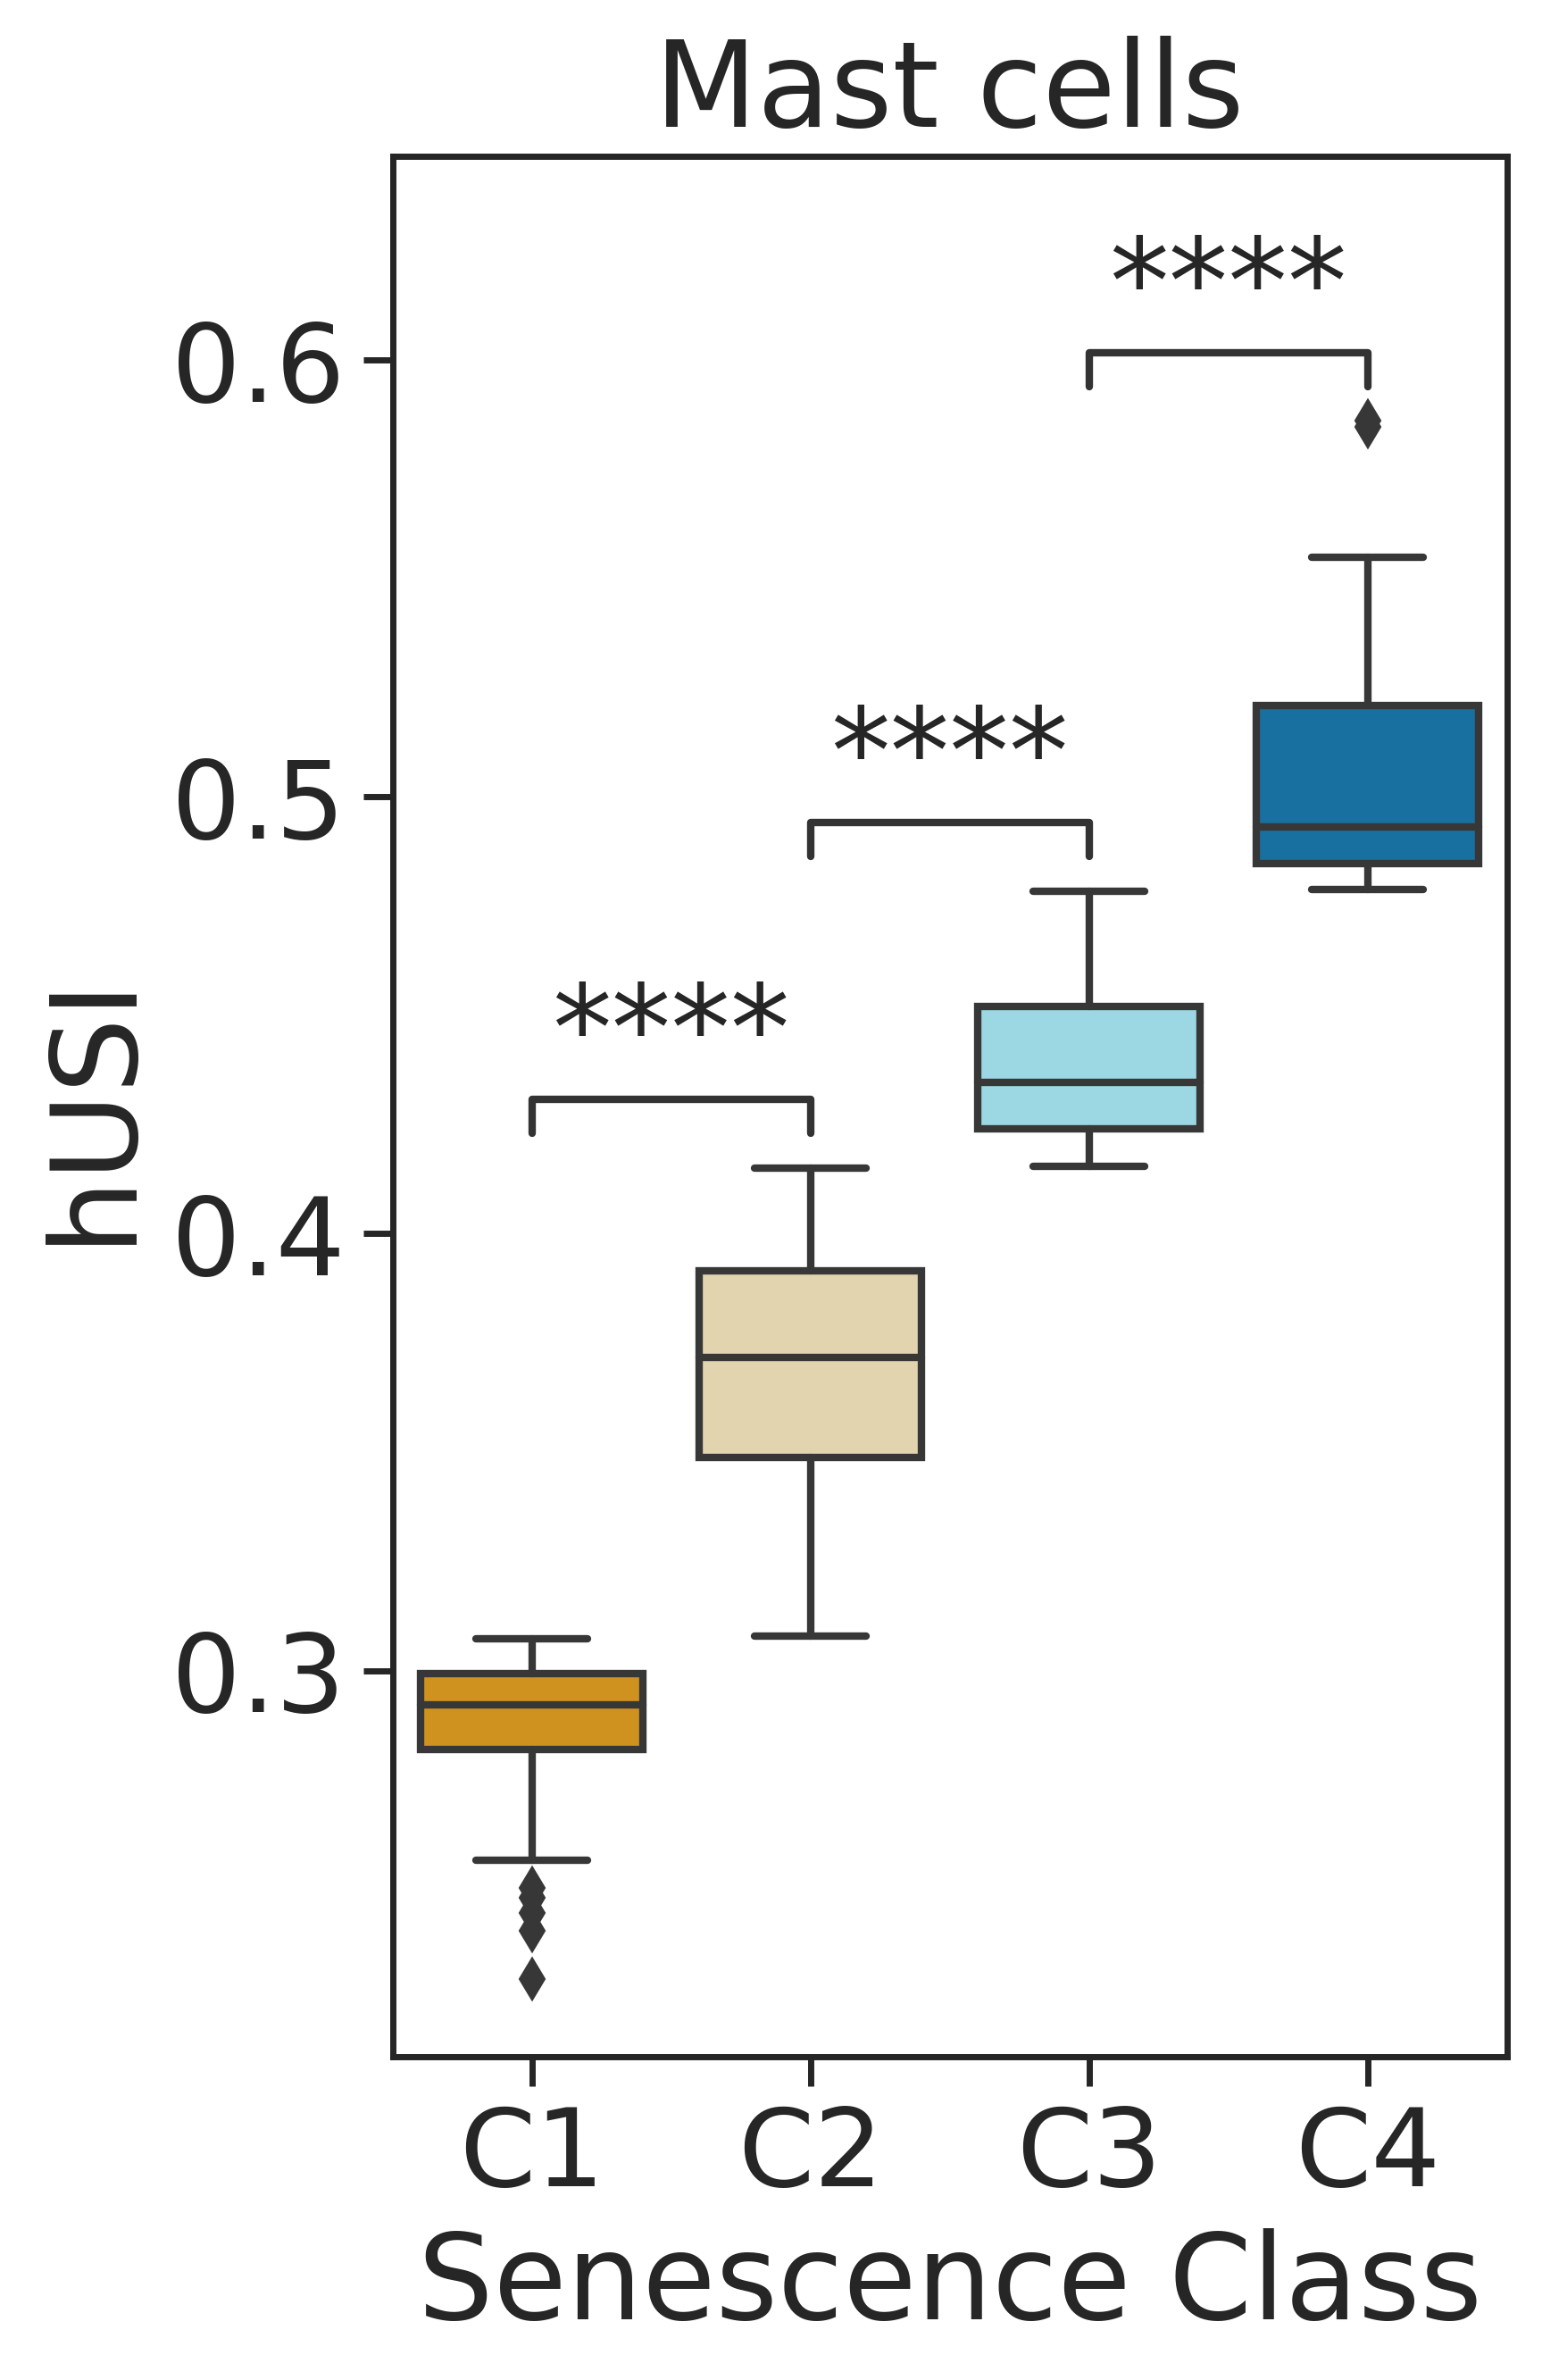 Mast cells
****
0.6
****
0.5
****
hUSI
0.4
0.3
C1 C2 C3 C4
Senescence Class